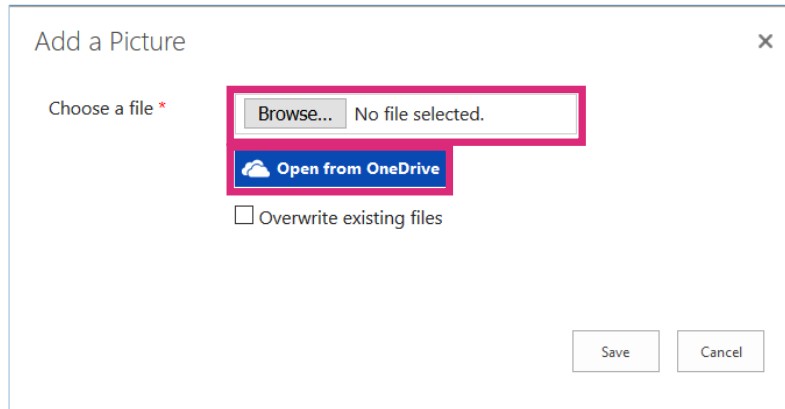 Add a Picture
Choose a file *
Browse... No file selected.
Open from OneDrive
Overwrite existing files
Save Cancel